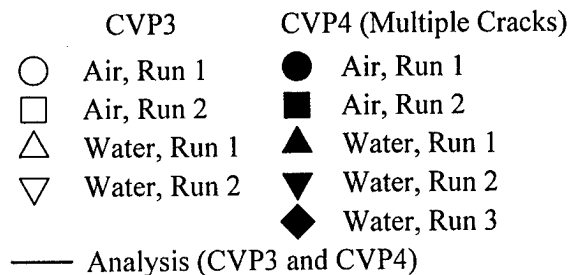 CVP3 CVP4 (Multiple Cracks)
Air, Run 1 Air, Run 1
Air, Run 2 Air, Run 2
Water, Run 1 Water, Run 1
Water, Run 2 Water, Run 2
Water, Run 3
Analysis (CVP3 and CVP4)